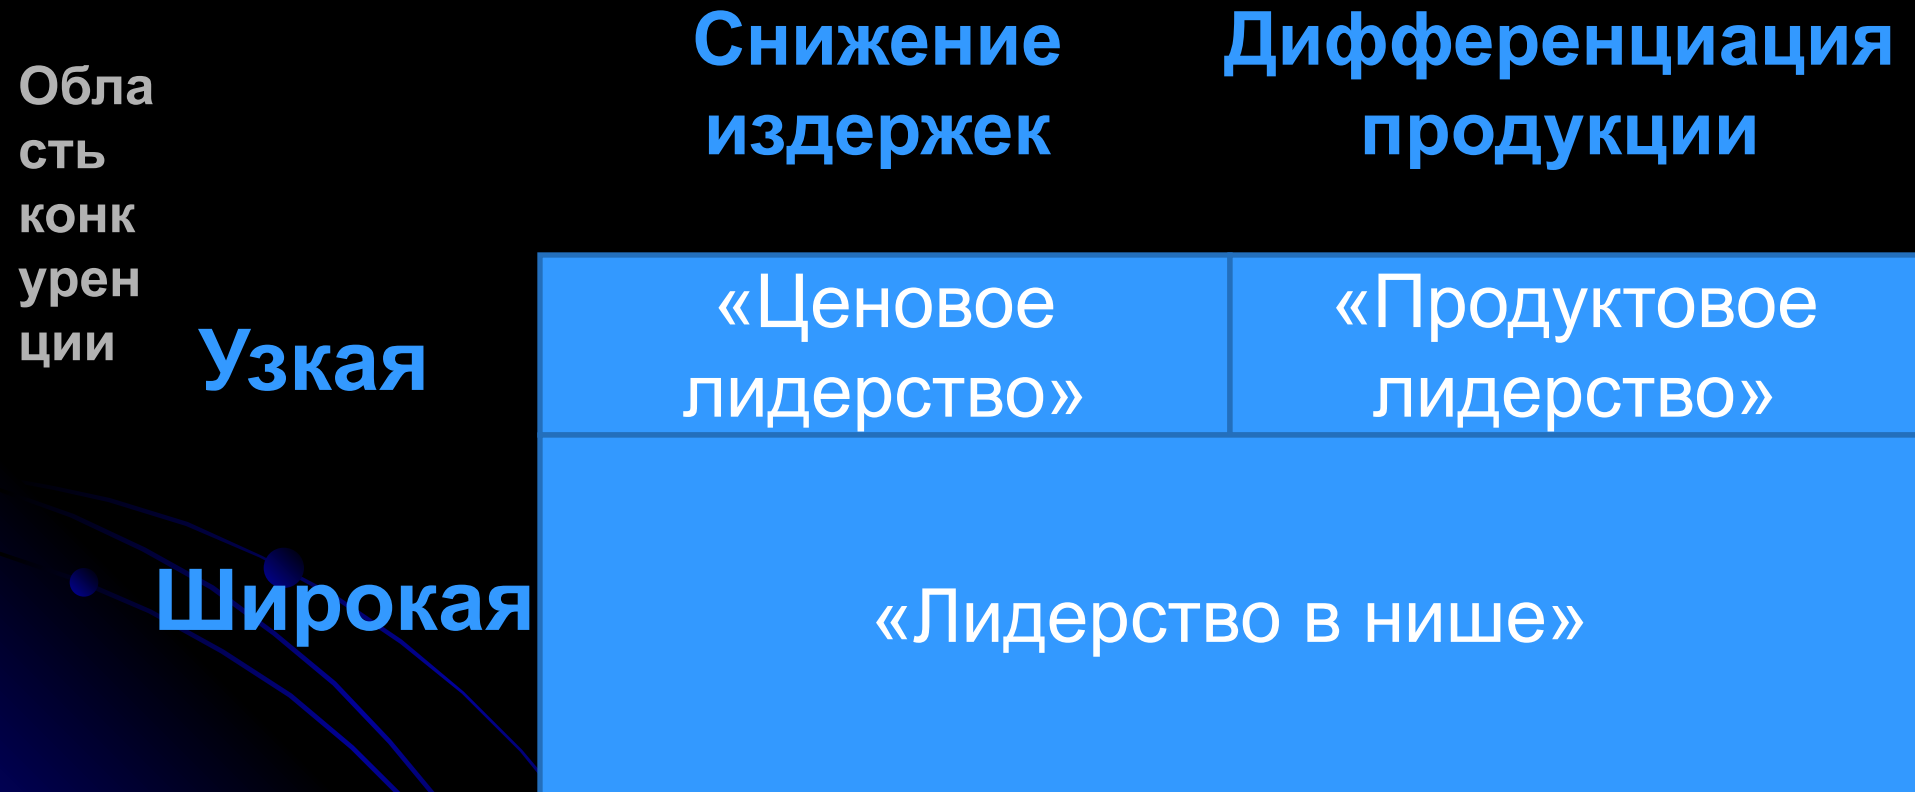 Снижение
издержек
Дифференциация
продукции
Обла
сть
конк
урен
ции
Узкая
«Ценовое
лидерство»
«Продуктовое
лидерство»
Широкая
«Лидерство в нише»